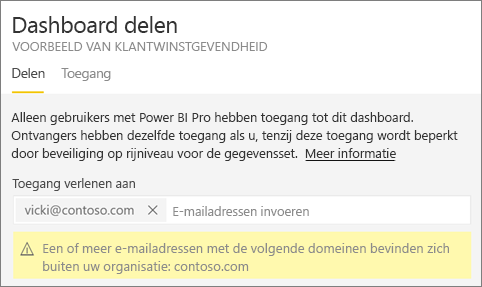 Dashboard delen
VOORBEELD VAN KLANTWINSTGEVENDHEID
Delen Toegang
Alleen gebruikers met Power BI Pro hebben toegang tot dit dashboard.
Ontvangers hebben dezelfde toegang als u, tenzij deze toegang wordt beperkt
door beveiliging op rijniveau voor de gegevensset. Meer informatie
Toegang verlenen aan
vicki@contoso.com × E-mailadressen invoeren
Een of meer e-mailadressen met de volgende domeinen bevinden zich
buiten uw organisatie: contoso.com